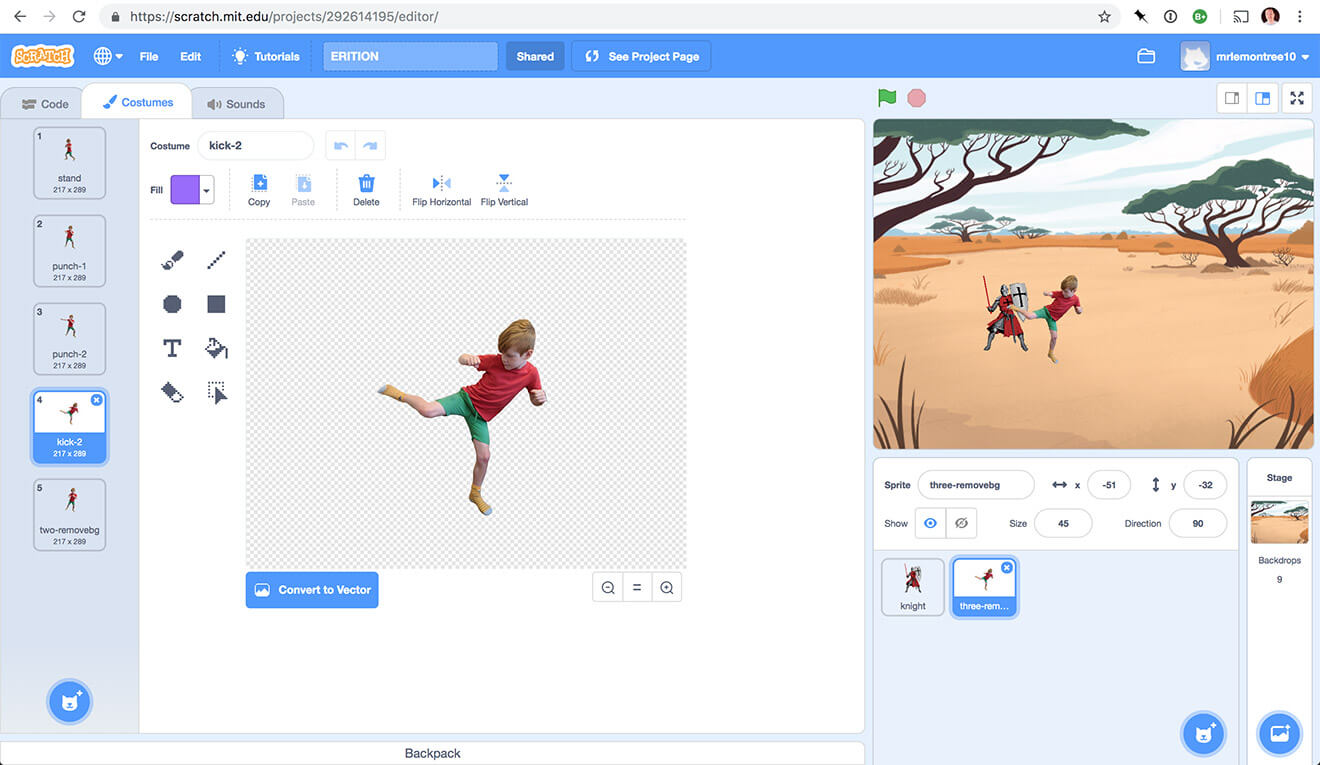 https://scratch.mit.edu/projects/292614195/editor/
SCRATCH
File
Edit
Tutorials
ERITION
Shared
See Project Page
mrlemontree10
Code
Costumes
Sounds
1
stand
217 x 289
2
punch-1
217 x 289
3
punch-2
217 x 289
4
kick-2
217 x 289
5
two-removebg
217 x 289
Costume
kick-2
Fill
Copy
Paste
Delete
Flip Horizontal
Flip Vertical
T
Convert to Vector
Backpack
Sprite
three-removebg
x
-51
y
-32
Show
Size
45
Direction
90
knight
three-rem...
Stage
Backdrops
9